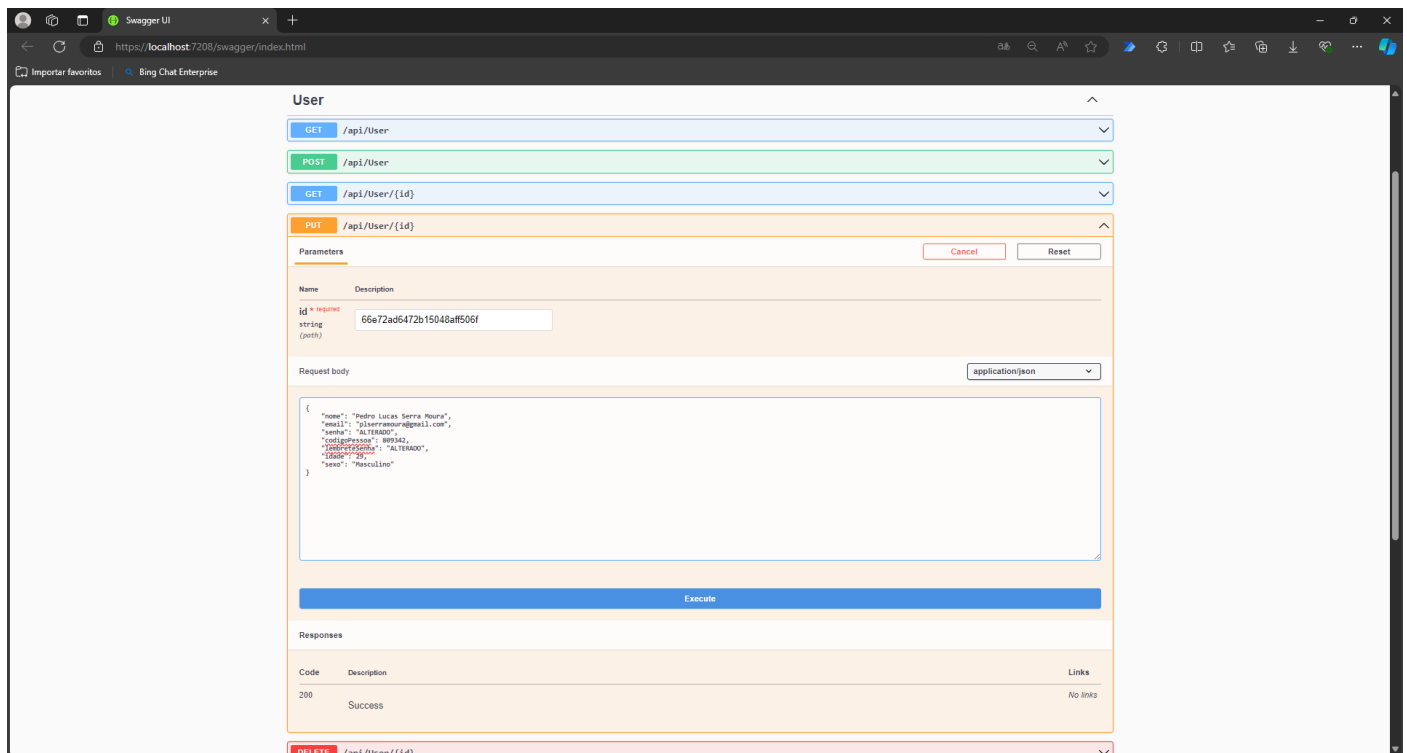 Swagger UI
https://localhost:7208/swagger/index.html
Importar favoritos
Bing Chat Enterprise
User
GET /api/User
POST /api/User
GET /api/User/{id}
PUT /api/User/{id}
Parameters
Cancel
Reset
Name Description
id * required
string
(path)
66e72ad6472b15048aff506f
Request body
application/json
{
"nome": "Pedro Lucas Serra Moura",
"email": "plserramoura@gmail.com",
"senha": "ALTERADO",
"codigoPessoa": 809342,
"lembreteSenha": "ALTERADO",
"idade": 29,
"sexo": "Masculino"
}
Execute
Responses
Code Description Links
200 Success No links
DELETE /api/User/{id}